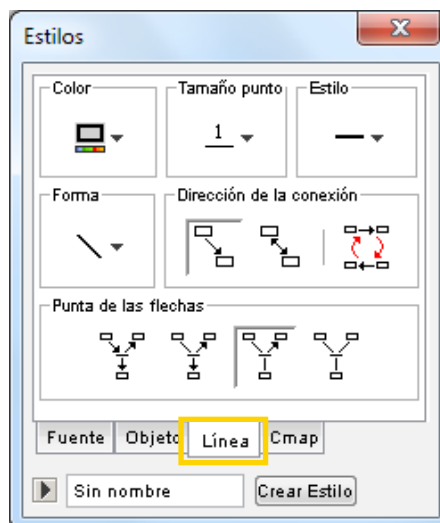 Estilos
x
Color
Tamaño punto
Estilo
1
Forma
Dirección de la conexión
Punta de las flechas
Fuente
Objeto
Línea
Cmap
Sin nombre
Crear Estilo